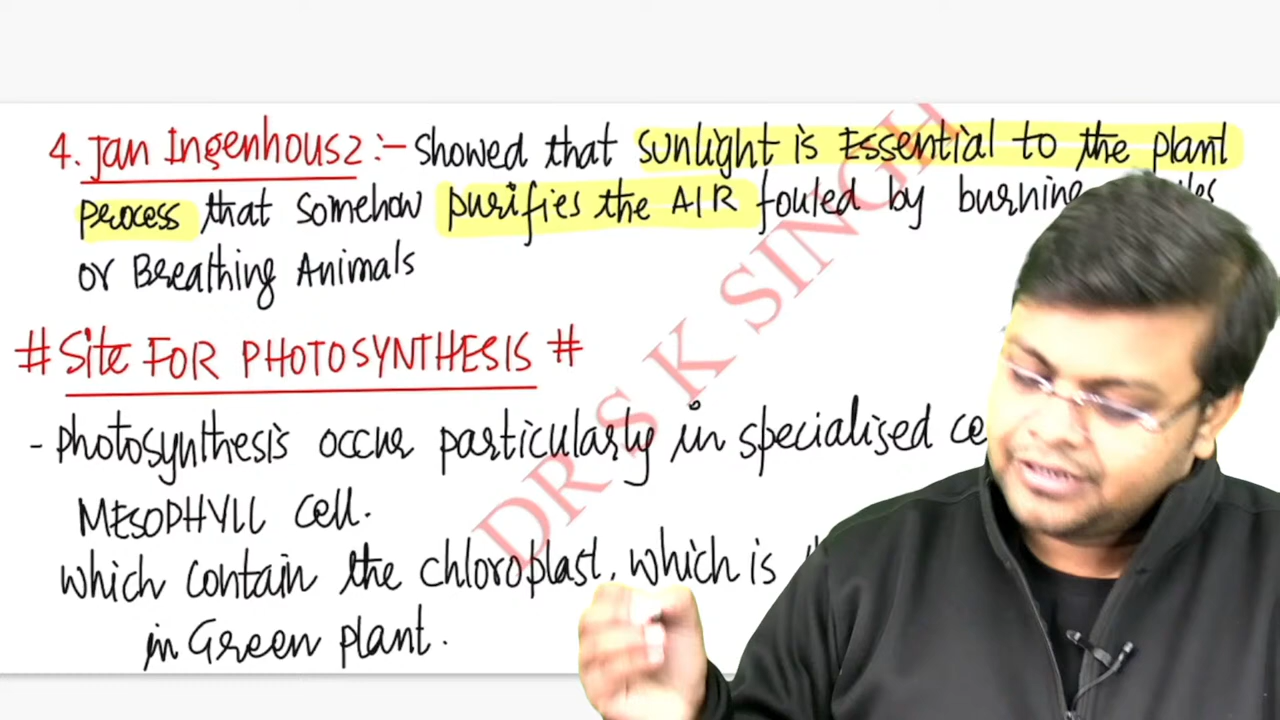 4. Jan Ingenhousz :- showed that sunlight is Essential to the plant
process that somehow purifies the AIR fouled by burning
or Breathing Animals
# Site FOR PHOTOSYNTHESIS #
- photosynthesis occur particularly in specialised
MESOPHYLL cell.
which contain the chloroplast, which is
in Green plant.
DR S K SINGH